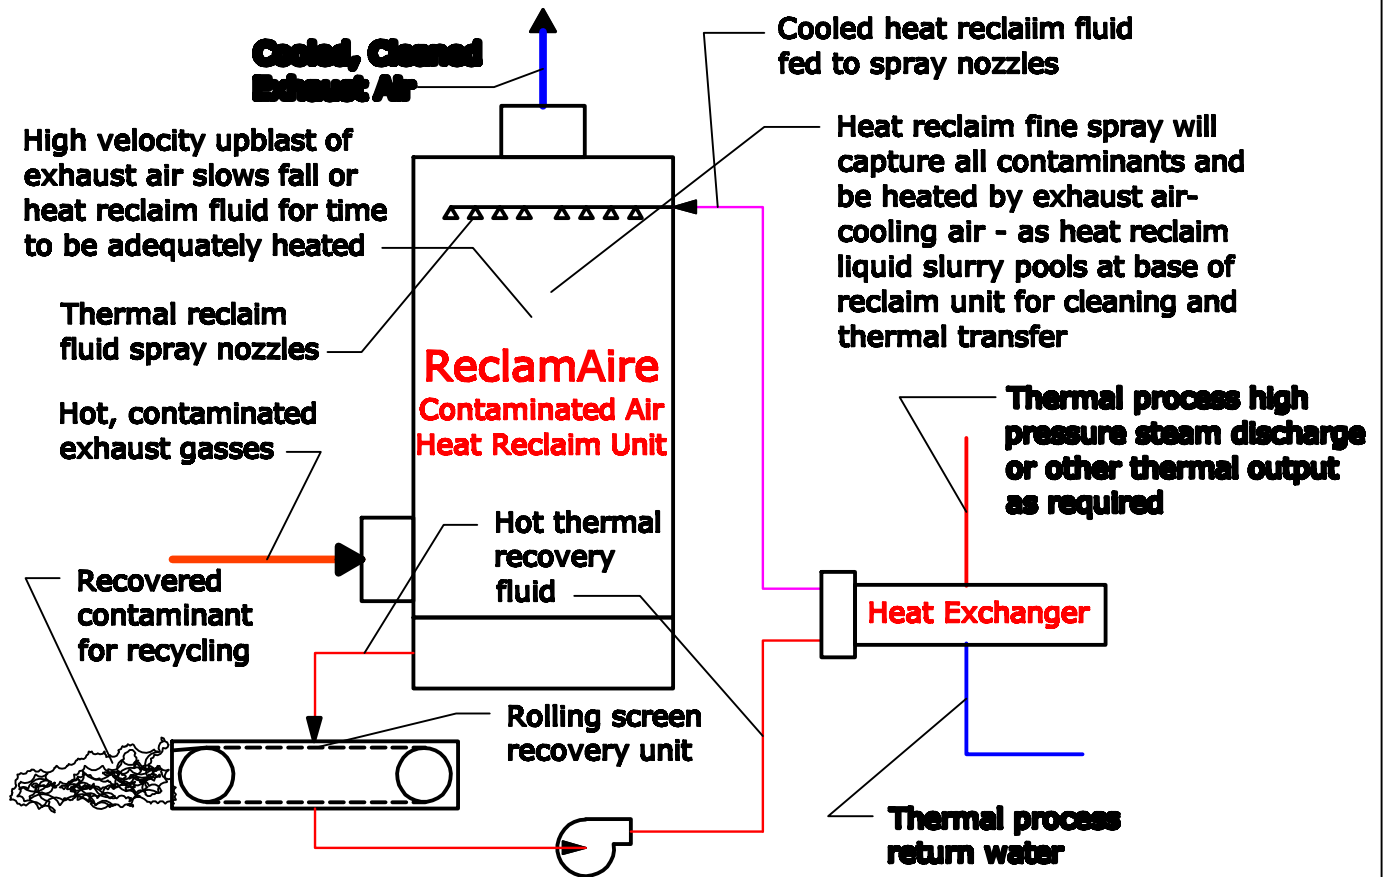 Cooled, Cleaned
Exhaust Air
Cooled heat reclaiim fluid
fed to spray nozzles
High velocity upblast of
exhaust air slows fall or
heat reclaim fluid for time
to be adequately heated
Heat reclaim fine spray will
capture all contaminants and
be heated by exhaust air-
cooling air - as heat reclaim
liquid slurry pools at base of
reclaim unit for cleaning and
thermal transfer
Thermal reclaim
fluid spray nozzles
ReclamAire
Contaminated Air
Heat Reclaim Unit
Hot, contaminated
exhaust gasses
Thermal process high
pressure steam discharge
or other thermal output
as required
Hot thermal
recovery
fluid
Recovered
contaminant
for recycling
Heat Exchanger
Rolling screen
recovery unit
Thermal process
return water